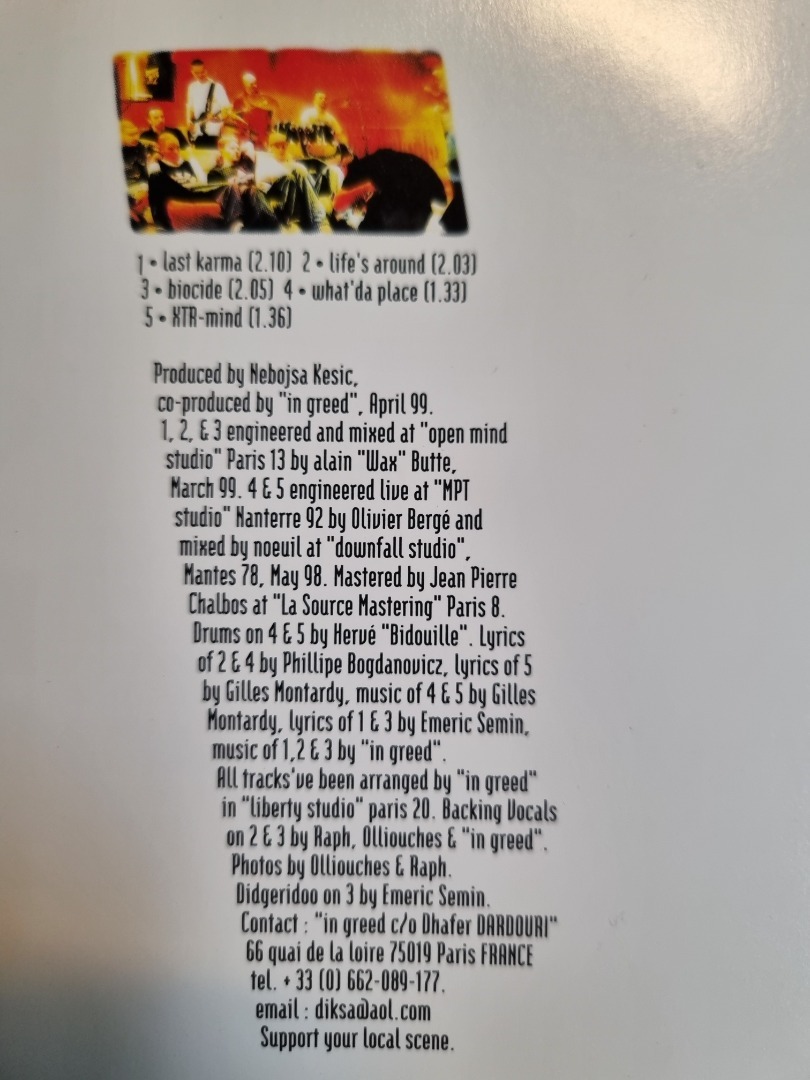 1 • last karma (2.10) 2 • life's around (2.03)
3 • biocide (2.05) 4 • what'da place (1.33)
5 • XTR-mind (1.36)
Produced by Nebojsa Kesic,
co-produced by "in greed", April 99.
1, 2, & 3 engineered and mixed at "open mind
studio" Paris 13 by alain "Wax" Butte,
March 99. 4 & 5 engineered live at "MPT
studio" Nanterre 92 by Olivier Bergé and
mixed by noeuil at "downfall studio",
Mantes 78, May 98. Mastered by Jean Pierre
Chalbos at "La Source Mastering" Paris 8.
Drums on 4 & 5 by Hervé "Bidouille". Lyrics
of 2 & 4 by Phillipe Bogdanovicz, lyrics of 5
by Gilles Montardy, music of 4 & 5 by Gilles
Montardy, lyrics of 1 & 3 by Emeric Semin,
music of 1,2 & 3 by "in greed".
All tracks've been arranged by "in greed"
in "liberty studio" paris 20. Backing Vocals
on 2 & 3 by Raph, Olliouches & "in greed".
Photos by Olliouches & Raph.
Didgeridoo on 3 by Emeric Semin.
Contact : "in greed c/o Dhafer DARDOURI"
66 quai de la loire 75019 Paris FRANCE
tel. + 33 (0) 662-089-177.
email : diksa@aol.com
Support your local scene.